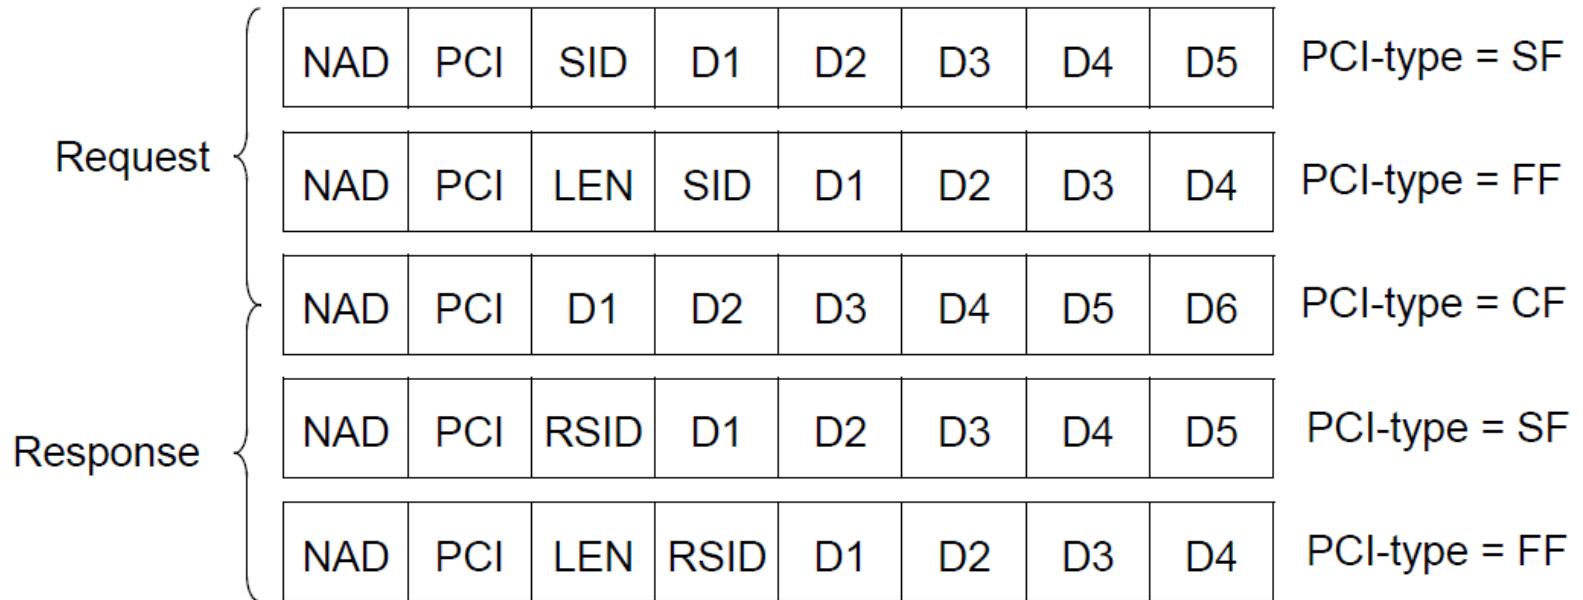 NAD PCI SID D1 D2 D3 D4 D5 PCI-type = SF
Request
NAD PCI LEN SID D1 D2 D3 D4 PCI-type = FF
NAD PCI D1 D2 D3 D4 D5 D6 PCI-type = CF
NAD PCI RSID D1 D2 D3 D4 D5 PCI-type = SF
Response
NAD PCI LEN RSID D1 D2 D3 D4 PCI-type = FF